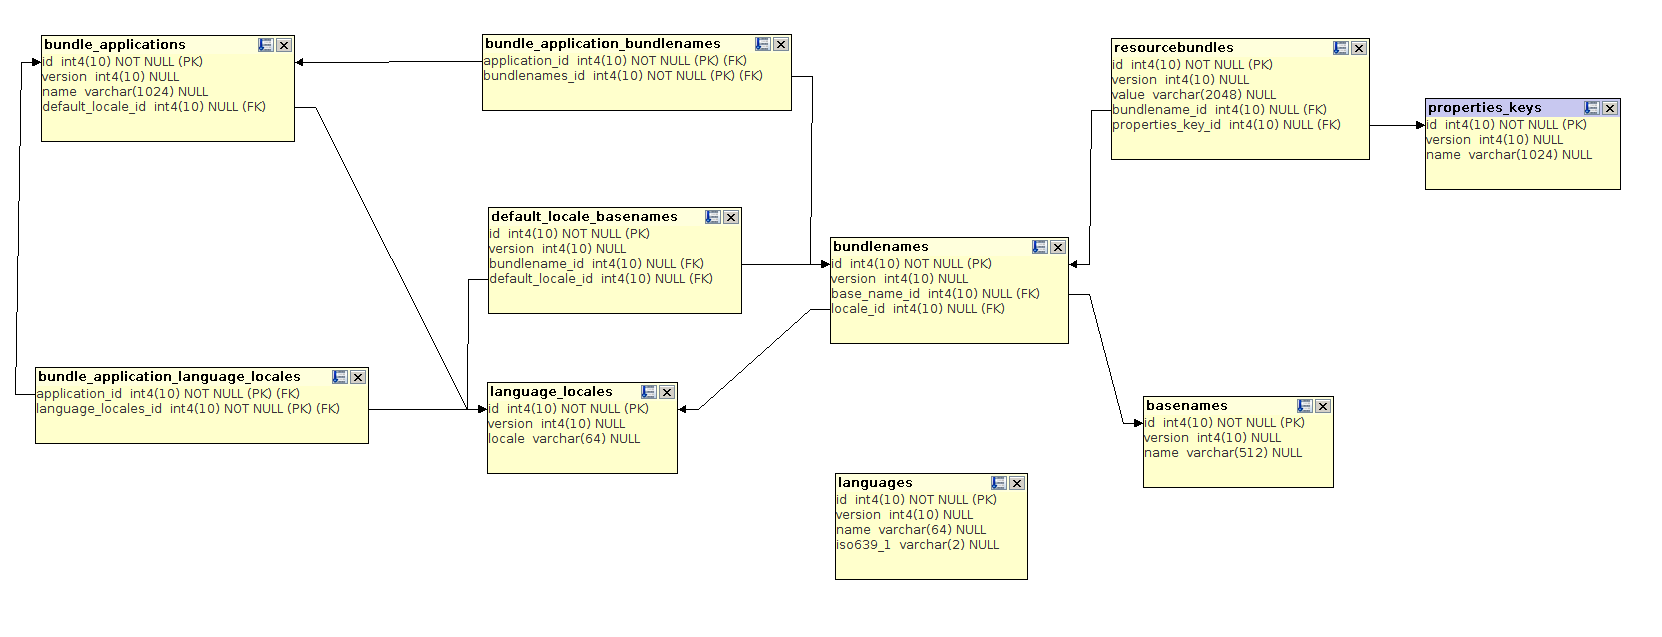 bundle_applications
id int4(10) NOT NULL (PK)
version int4(10) NULL
name varchar(1024) NULL
default_locale_id int4(10) NULL (FK)
bundle_application_bundlenames
application_id int4(10) NOT NULL (PK) (FK)
bundlenames_id int4(10) NOT NULL (PK) (FK)
resourcebundles
id int4(10) NOT NULL (PK)
version int4(10) NULL
value varchar(2048) NULL
bundlename_id int4(10) NULL (FK)
properties_key_id int4(10) NULL (FK)
properties_keys
id int4(10) NOT NULL (PK)
version int4(10) NULL
name varchar(1024) NULL
default_locale_basenames
id int4(10) NOT NULL (PK)
version int4(10) NULL
bundlename_id int4(10) NULL (FK)
default_locale_id int4(10) NULL (FK)
bundlenames
id int4(10) NOT NULL (PK)
version int4(10) NULL
base_name_id int4(10) NULL (FK)
locale_id int4(10) NULL (FK)
bundle_application_language_locales
application_id int4(10) NOT NULL (PK) (FK)
language_locales_id int4(10) NOT NULL (PK) (FK)
language_locales
id int4(10) NOT NULL (PK)
version int4(10) NULL
locale varchar(64) NULL
basenames
id int4(10) NOT NULL (PK)
version int4(10) NULL
name varchar(512) NULL
languages
id int4(10) NOT NULL (PK)
version int4(10) NULL
name varchar(64) NULL
iso639_1 varchar(2) NULL